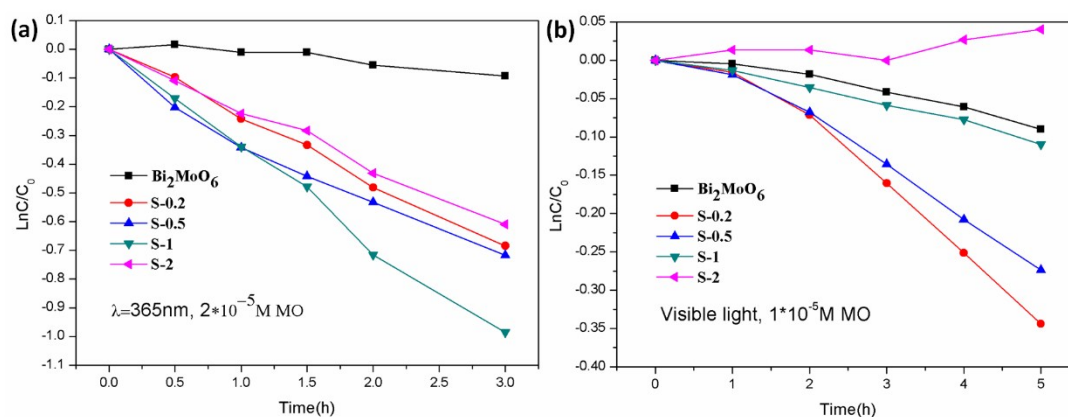 (a)
0.1
0.0
-0.1
-0.2
-0.3
-0.4
-0.5
-0.6
-0.7
-0.8
-0.9
-1.0
-1.1
LnC/C₀
Bi₂MoO₆
S-0.2
S-0.5
S-1
S-2
λ=365nm, 2*10⁻⁵M MO
0.0 0.5 1.0 1.5 2.0 2.5 3.0
Time(h)
(b)
0.05
0.00
-0.05
-0.10
-0.15
-0.20
-0.25
-0.30
-0.35
-0.40
LnC/C₀
Bi₂MoO₆
S-0.2
S-0.5
S-1
S-2
Visible light, 1*10⁻⁵M MO
0 1 2 3 4 5
Time(h)